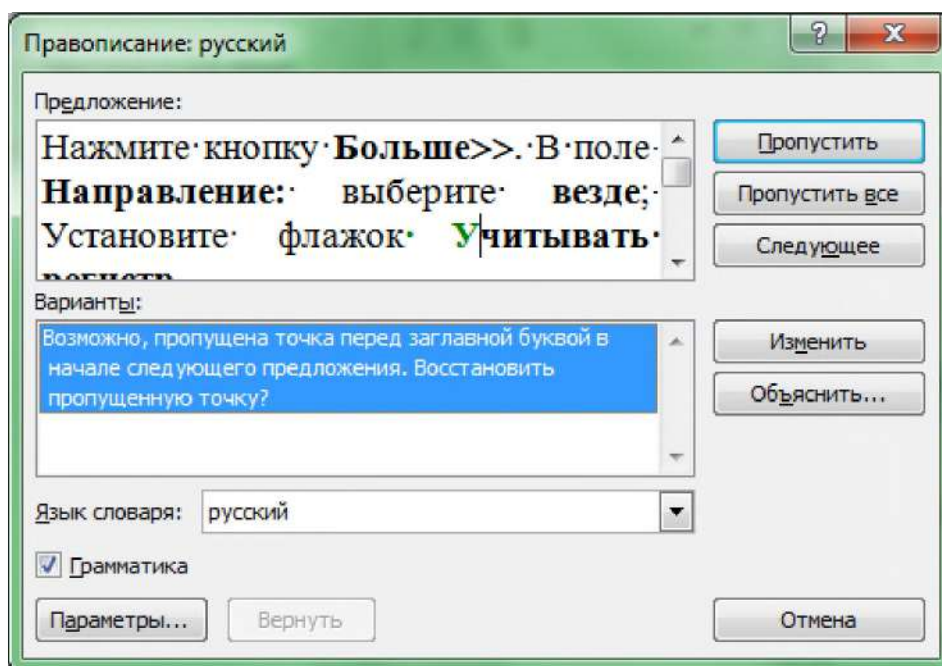 Правописание: русский
Предложение:
Нажмите·кнопку·Больше>>.·В·поле·
Направление:· выберите· везде;·
Установите· флажок· Учитывать·
регистр
Пропустить
Пропустить все
Следующее
Варианты:
Возможно, пропущена точка перед заглавной буквой в
начале следующего предложения. Восстановить
пропущенную точку?
Изменить
Объяснить...
Язык словаря: русский
Грамматика
Параметры... Вернуть Отмена